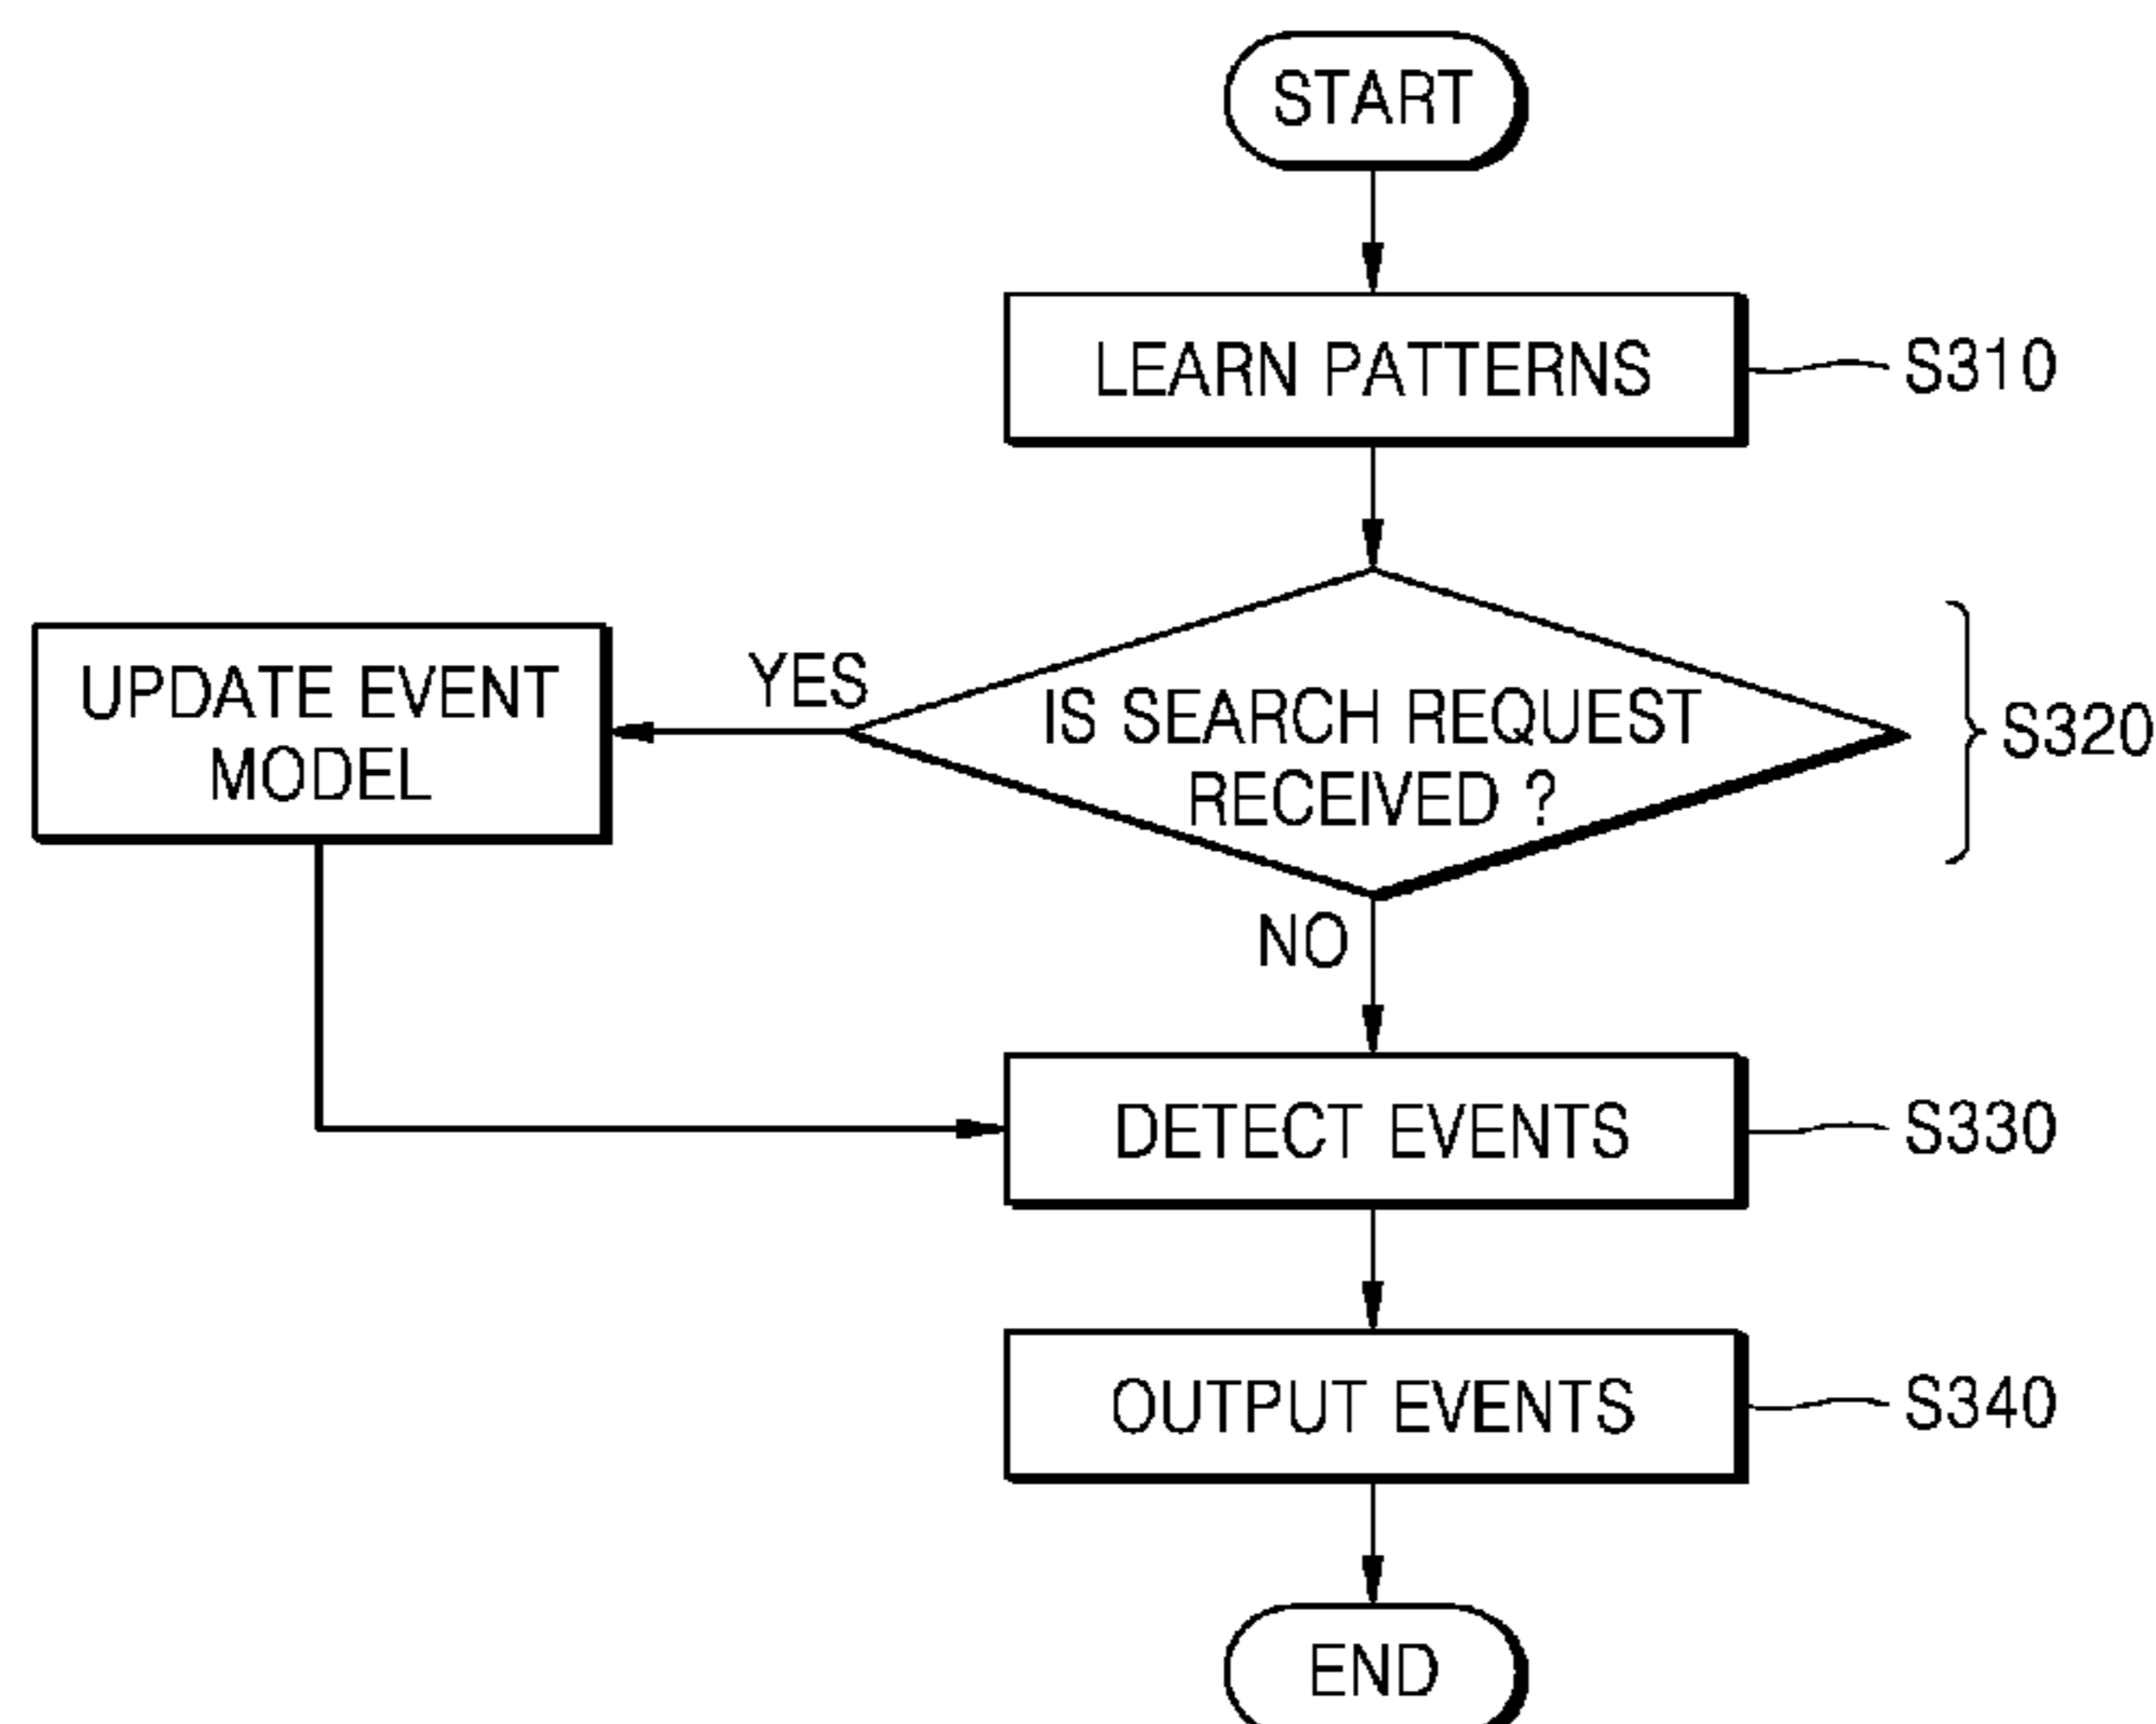 START
LEARN PATTERNS
S310
UPDATE EVENT
MODEL
YES
IS SEARCH REQUEST
RECEIVED ?
S320
NO
DETECT EVENTS
S330
OUTPUT EVENTS
S340
END